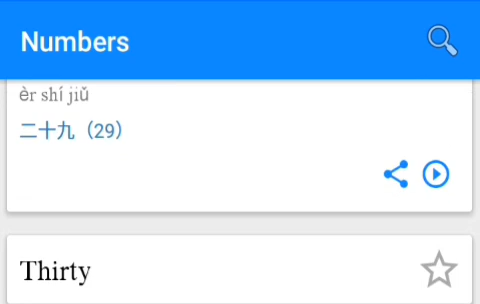 Numbers
èr shí jiǔ
二十九（29）
Thirty